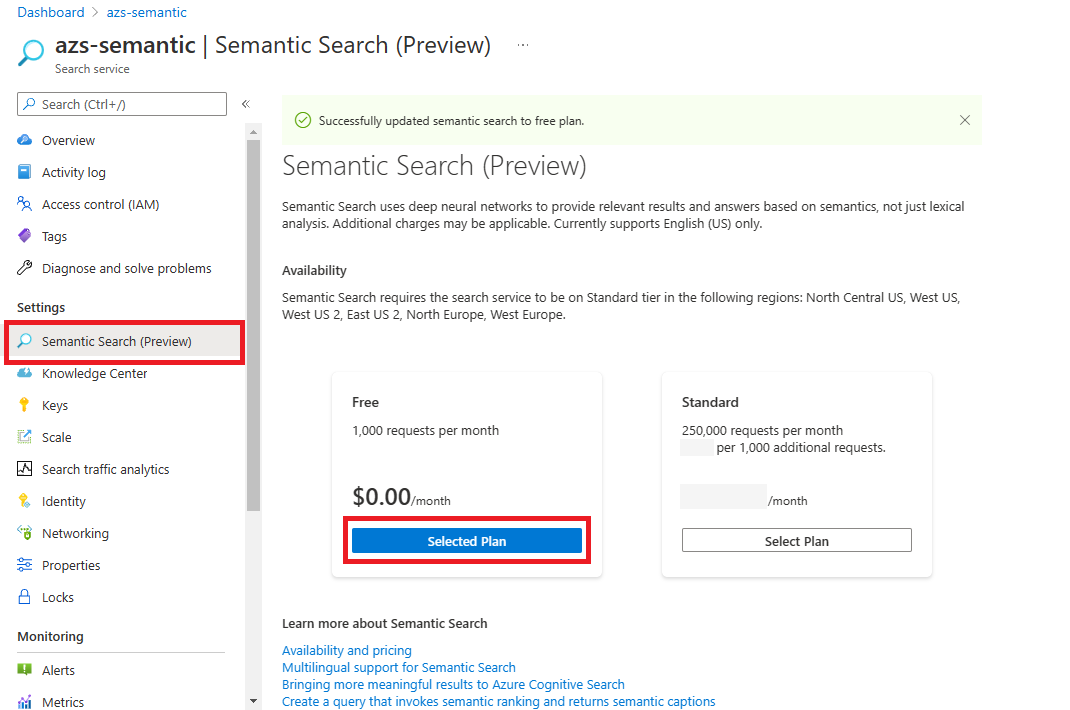 Dashboard > azs-semantic
azs-semantic | Semantic Search (Preview) ...
Search service
Search (Ctrl+/) «
Overview
Activity log
Access control (IAM)
Tags
Diagnose and solve problems
Settings
Semantic Search (Preview)
Knowledge Center
Keys
Scale
Search traffic analytics
Identity
Networking
Properties
Locks
Monitoring
Alerts
Metrics
Successfully updated semantic search to free plan.
Semantic Search (Preview)
Semantic Search uses deep neural networks to provide relevant results and answers based on semantics, not just lexical
analysis. Additional charges may be applicable. Currently supports English (US) only.
Availability
Semantic Search requires the search service to be on Standard tier in the following regions: North Central US, West US,
West US 2, East US 2, North Europe, West Europe.
Free
1,000 requests per month
$0.00/month
Selected Plan
Standard
250,000 requests per month
per 1,000 additional requests.
/month
Select Plan
Learn more about Semantic Search
Availability and pricing
Multilingual support for Semantic Search
Bringing more meaningful results to Azure Cognitive Search
Create a query that invokes semantic ranking and returns semantic captions